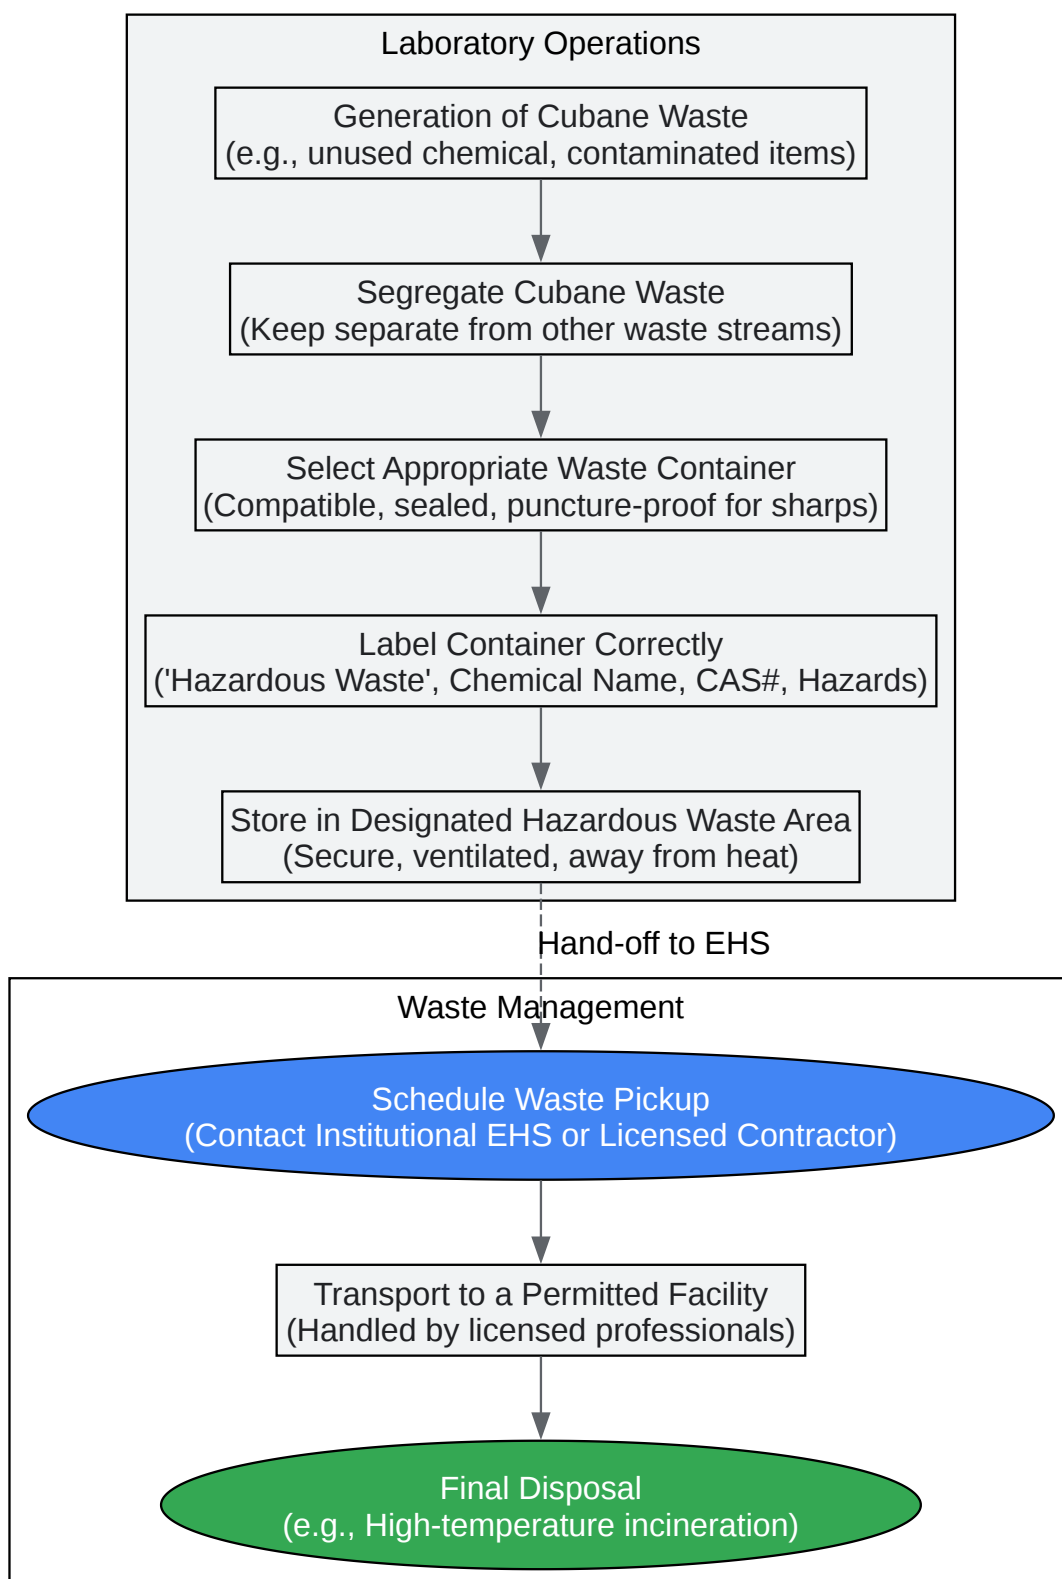 Laboratory Operations
Generation of Cubane Waste
(e.g., unused chemical, contaminated items)
Segregate Cubane Waste
(Keep separate from other waste streams)
Select Appropriate Waste Container
(Compatible, sealed, puncture-proof for sharps)
Label Container Correctly
('Hazardous Waste', Chemical Name, CAS#, Hazards)
Store in Designated Hazardous Waste Area
(Secure, ventilated, away from heat)
Hand-off to EHS
Waste Management
Schedule Waste Pickup
(Contact Institutional EHS or Licensed Contractor)
Transport to a Permitted Facility
(Handled by licensed professionals)
Final Disposal
(e.g., High-temperature incineration)